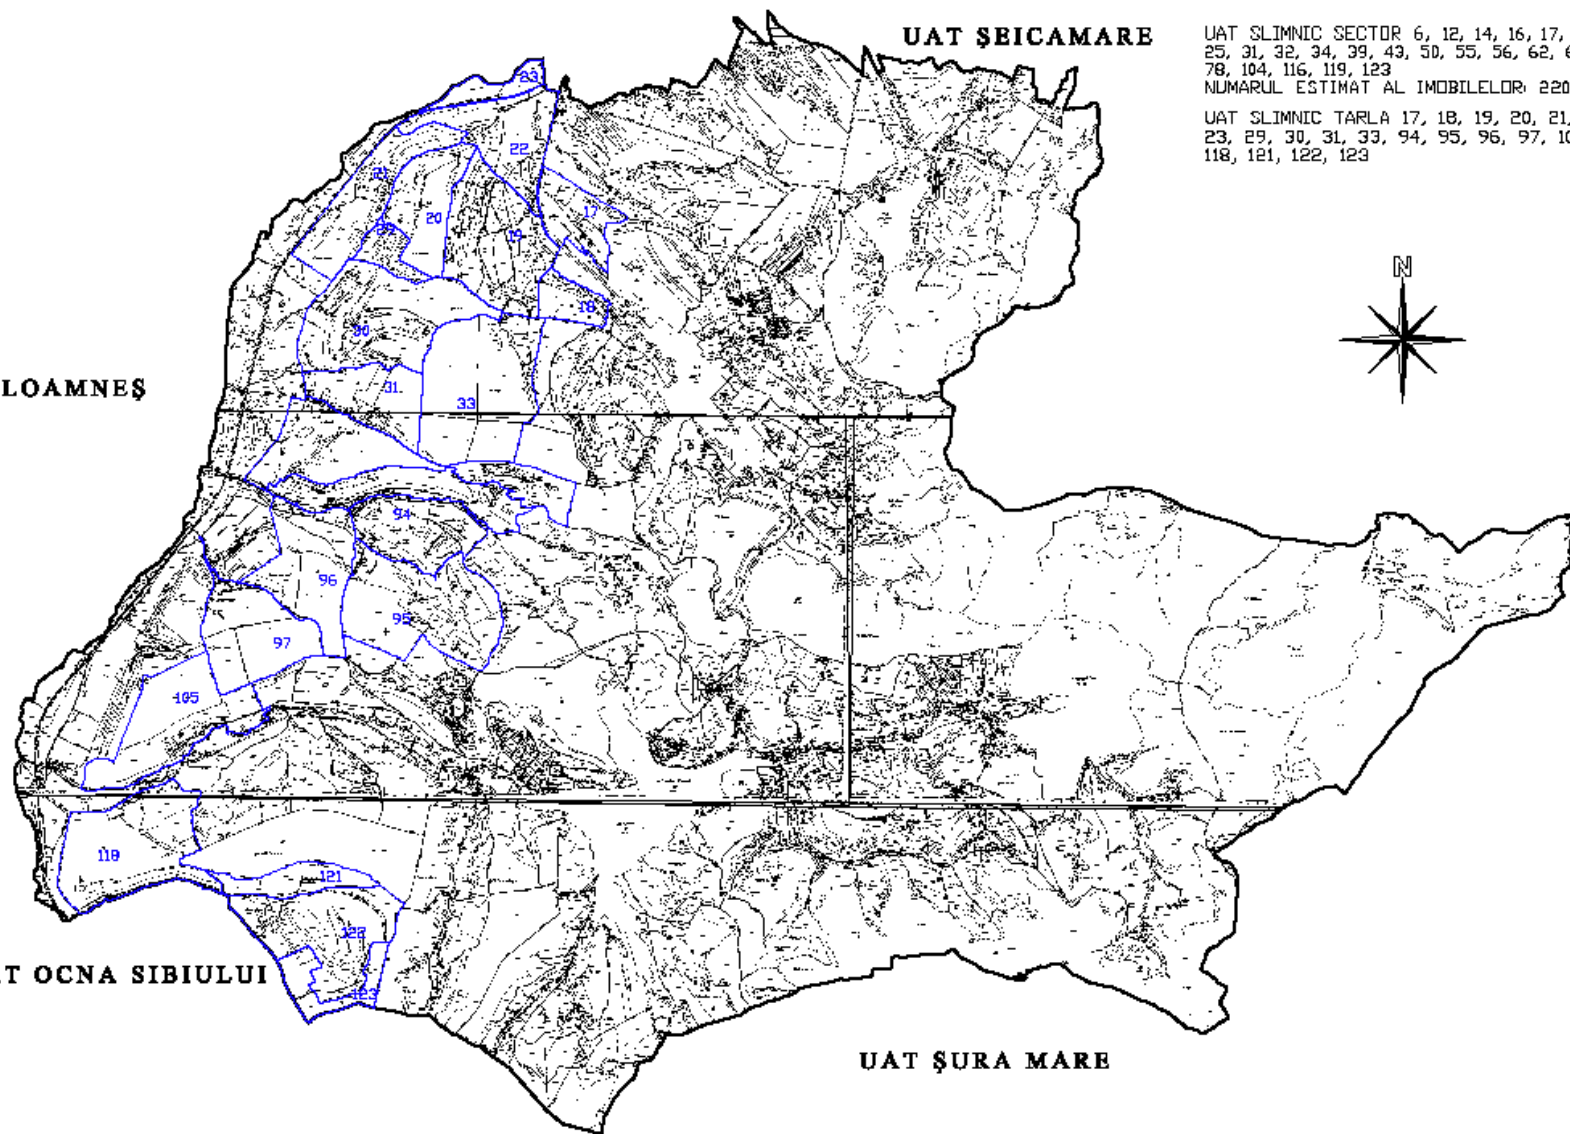 UAT ŞEICAMARE
UAT SLIMNIC SECTOR 6, 12, 14, 16, 17,
25, 31, 32, 34, 39, 43, 50, 55, 56, 62,
78, 104, 116, 119, 123
NUMARUL ESTIMAT AL IMOBILELOR: 220
UAT SLIMNIC TARLA 17, 18, 19, 20, 21,
23, 29, 30, 31, 33, 94, 95, 96, 97,
118, 121, 122, 123
23
22
21
20
17
29
19
18
30
31
33
N
LOAMNEŞ
94
96
95
97
105
118
121
122
123
OCNA SIBIULUI
UAT ŞURA MARE